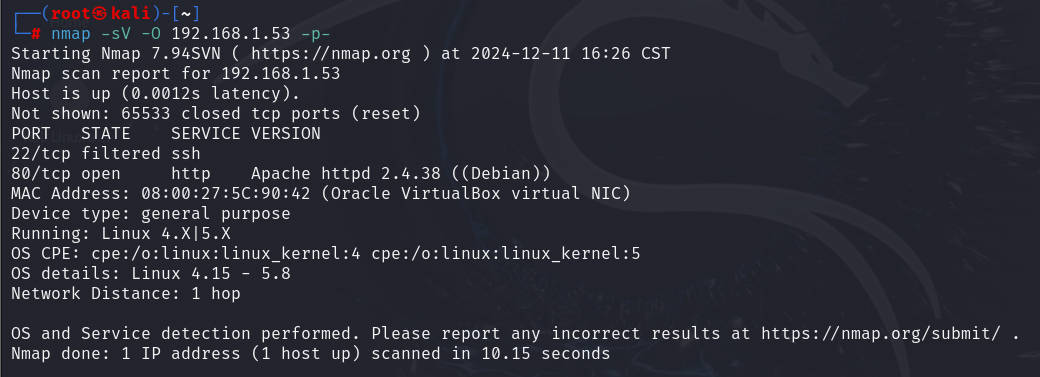 ┌──(root㉿kali)-[~]
└─# nmap -sV -O 192.168.1.53 -p-
Starting Nmap 7.94SVN ( https://nmap.org ) at 2024-12-11 16:26 CST
Nmap scan report for 192.168.1.53
Host is up (0.0012s latency).
Not shown: 65533 closed tcp ports (reset)
PORT   STATE    SERVICE VERSION
22/tcp filtered ssh
80/tcp open     http    Apache httpd 2.4.38 ((Debian))
MAC Address: 08:00:27:5C:90:42 (Oracle VirtualBox virtual NIC)
Device type: general purpose
Running: Linux 4.X|5.X
OS CPE: cpe:/o:linux:linux_kernel:4 cpe:/o:linux:linux_kernel:5
OS details: Linux 4.15 - 5.8
Network Distance: 1 hop
OS and Service detection performed. Please report any incorrect results at https://nmap.org/submit/ .
Nmap done: 1 IP address (1 host up) scanned in 10.15 seconds